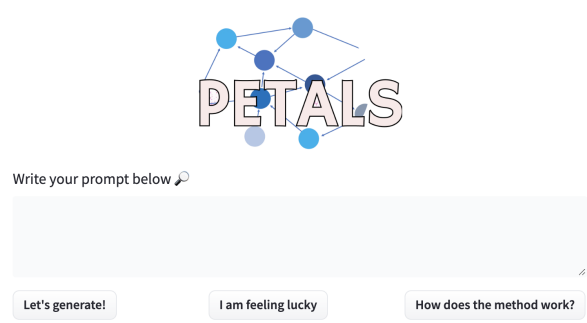 PETALS
Write your prompt below 🔎
Let's generate!
I am feeling lucky
How does the method work?